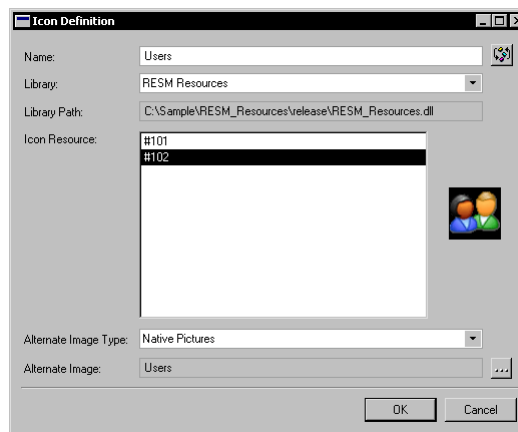 Icon Definition
Name: Users
Library: RESM Resources
Library Path: C:\Sample\RESM_Resources\release\RESM_Resources.dll
Icon Resource: #101
#102
Alternate Image Type: Native Pictures
Alternate Image: Users ...
OK Cancel